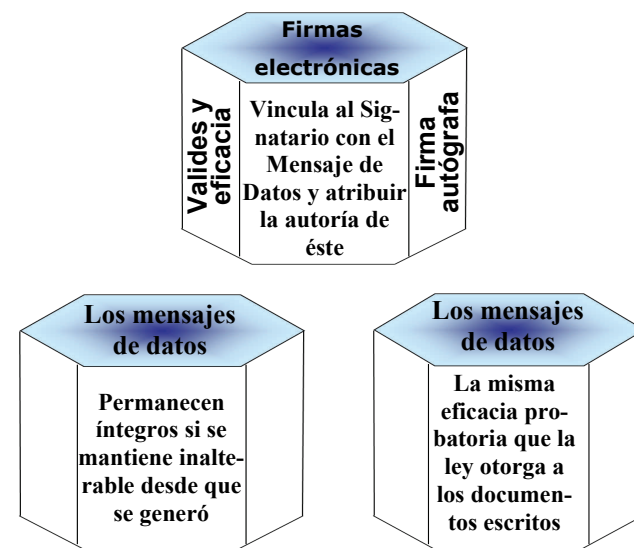 Firmas
electrónicas
Valides y
eficacia
Vincula al Sig-
natario con el
Mensaje de
Datos y atribuir
la autoría de
éste
Firma
autógrafa
Los mensajes
de datos
Permanecen
íntegros si se
mantiene inalte-
rable desde que
se generó
Los mensajes
de datos
La misma
eficacia pro-
batoria que la
ley otorga a
los documen-
tos escritos